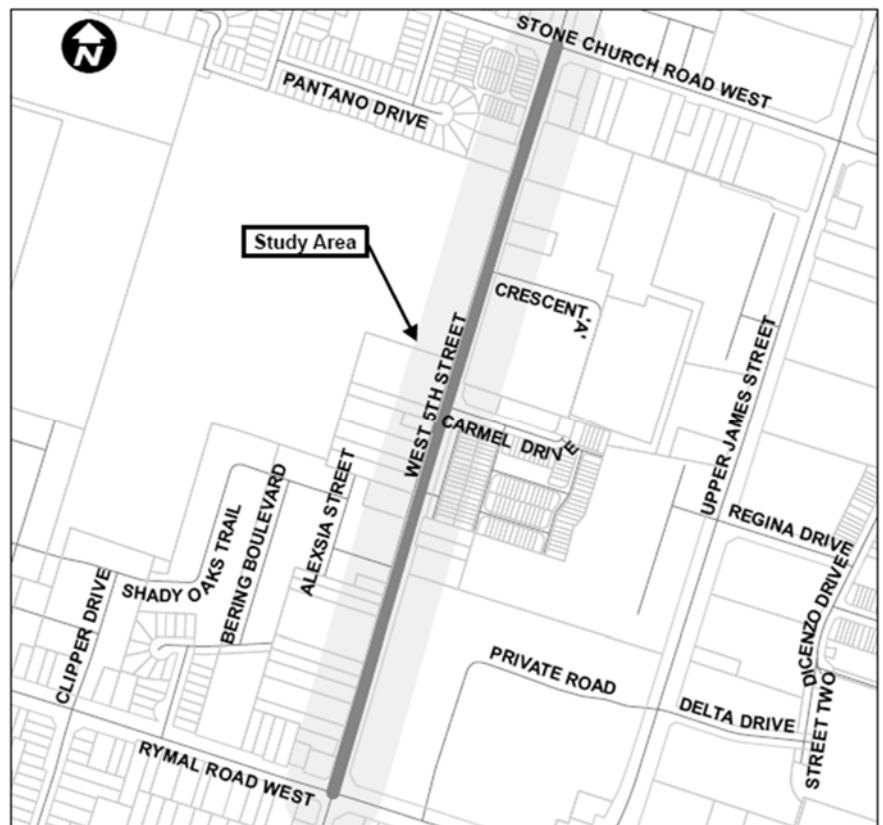 N
STONE CHURCH ROAD WEST
PANTANO DRIVE
Study Area
CRESCENT 'A'
WEST 5TH STREET
UPPER JAMES STREET
CARMEL DRIVE
ALEXSIA STREET
BERING BOULEVARD
REGINA DRIVE
SHADY OAKS TRAIL
CLIPPER DRIVE
DICENZO DRIVE
PRIVATE ROAD
DELTA DRIVE
STREET TWO
RYMAL ROAD WEST